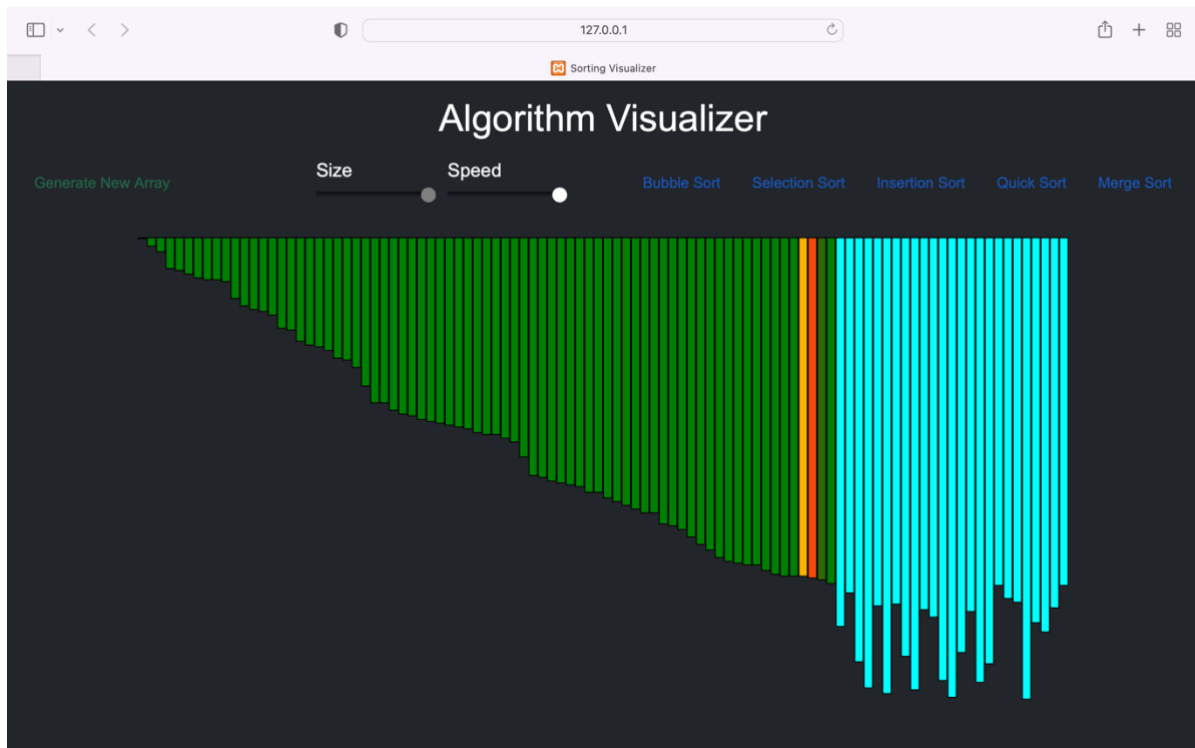 127.0.0.1
Sorting Visualizer
Algorithm Visualizer
Generate New Array
Size
Speed
Bubble Sort
Selection Sort
Insertion Sort
Quick Sort
Merge Sort